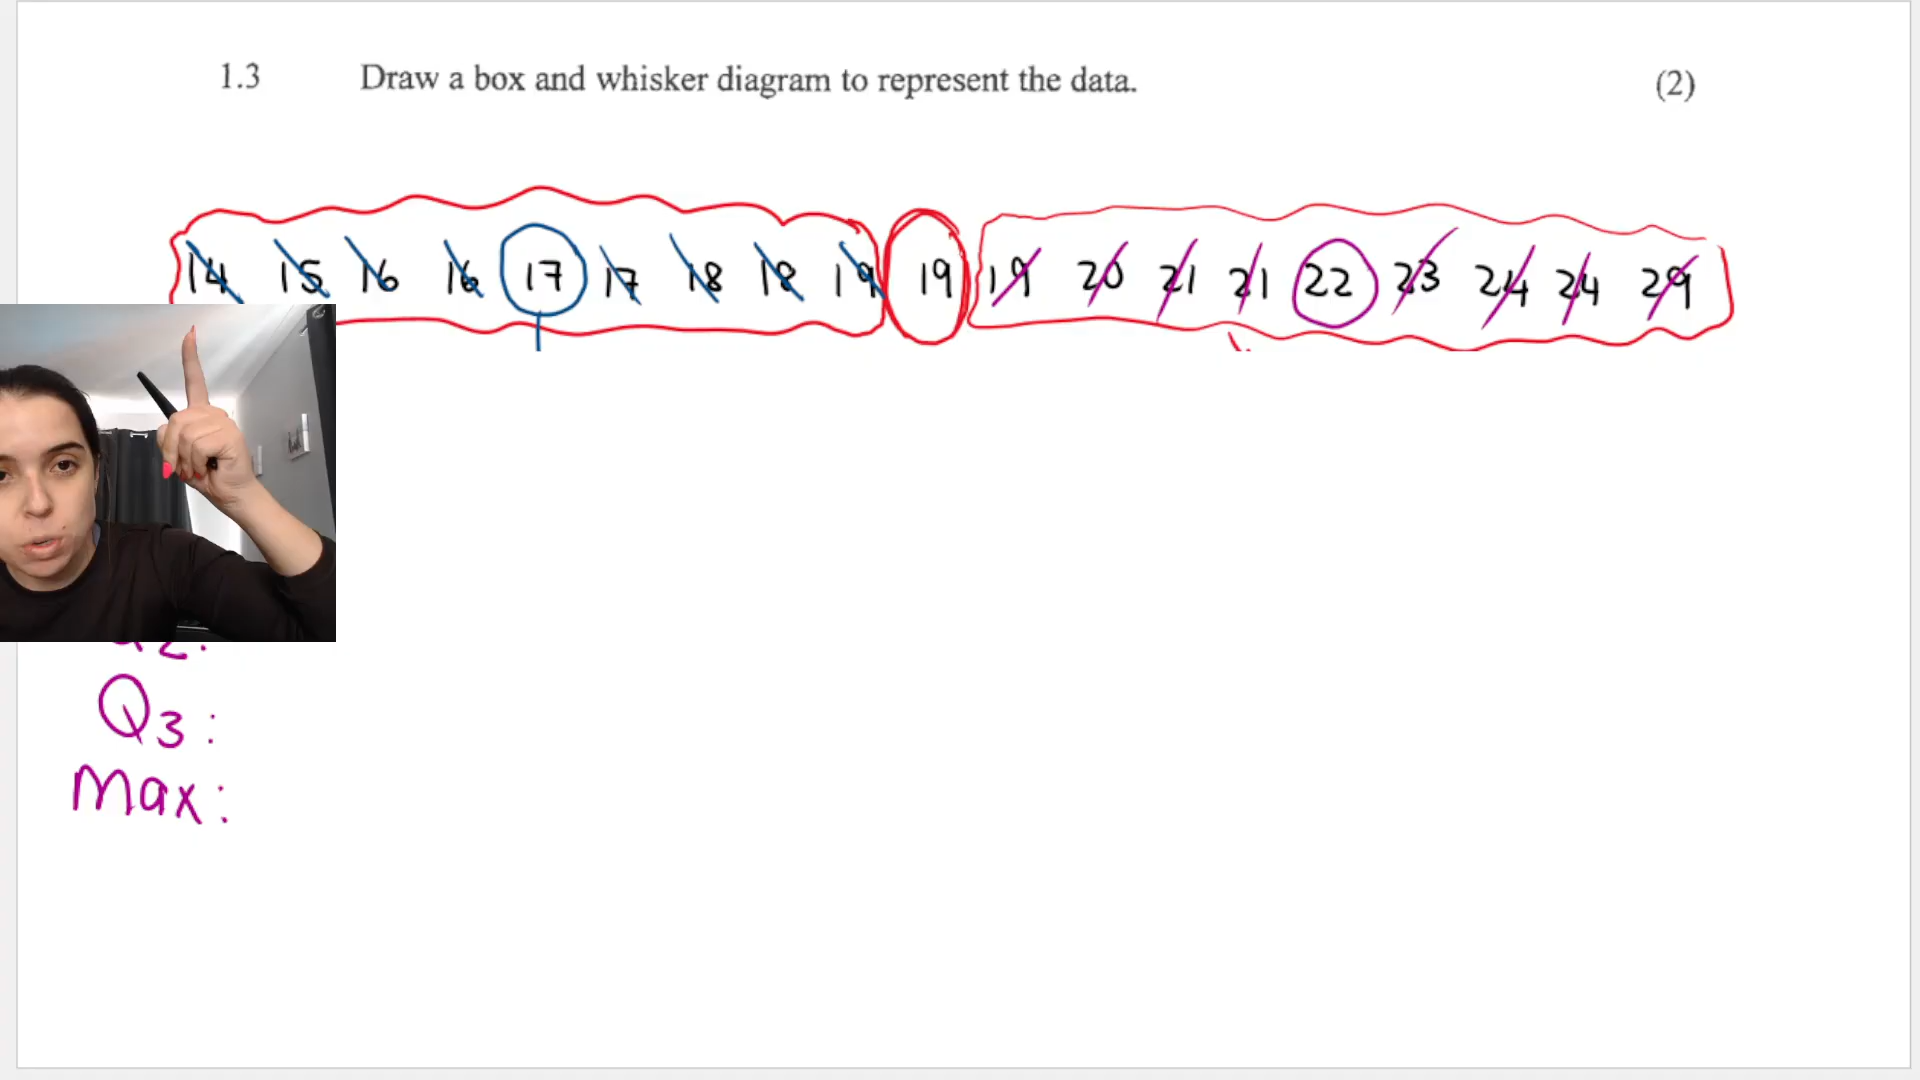 1.3 Draw a box and whisker diagram to represent the data. (2)
14 15 16 16 17 17 18 18 19 19 19 20 21 21 22 23 24 24 29
Q2:
Q3:
Max: